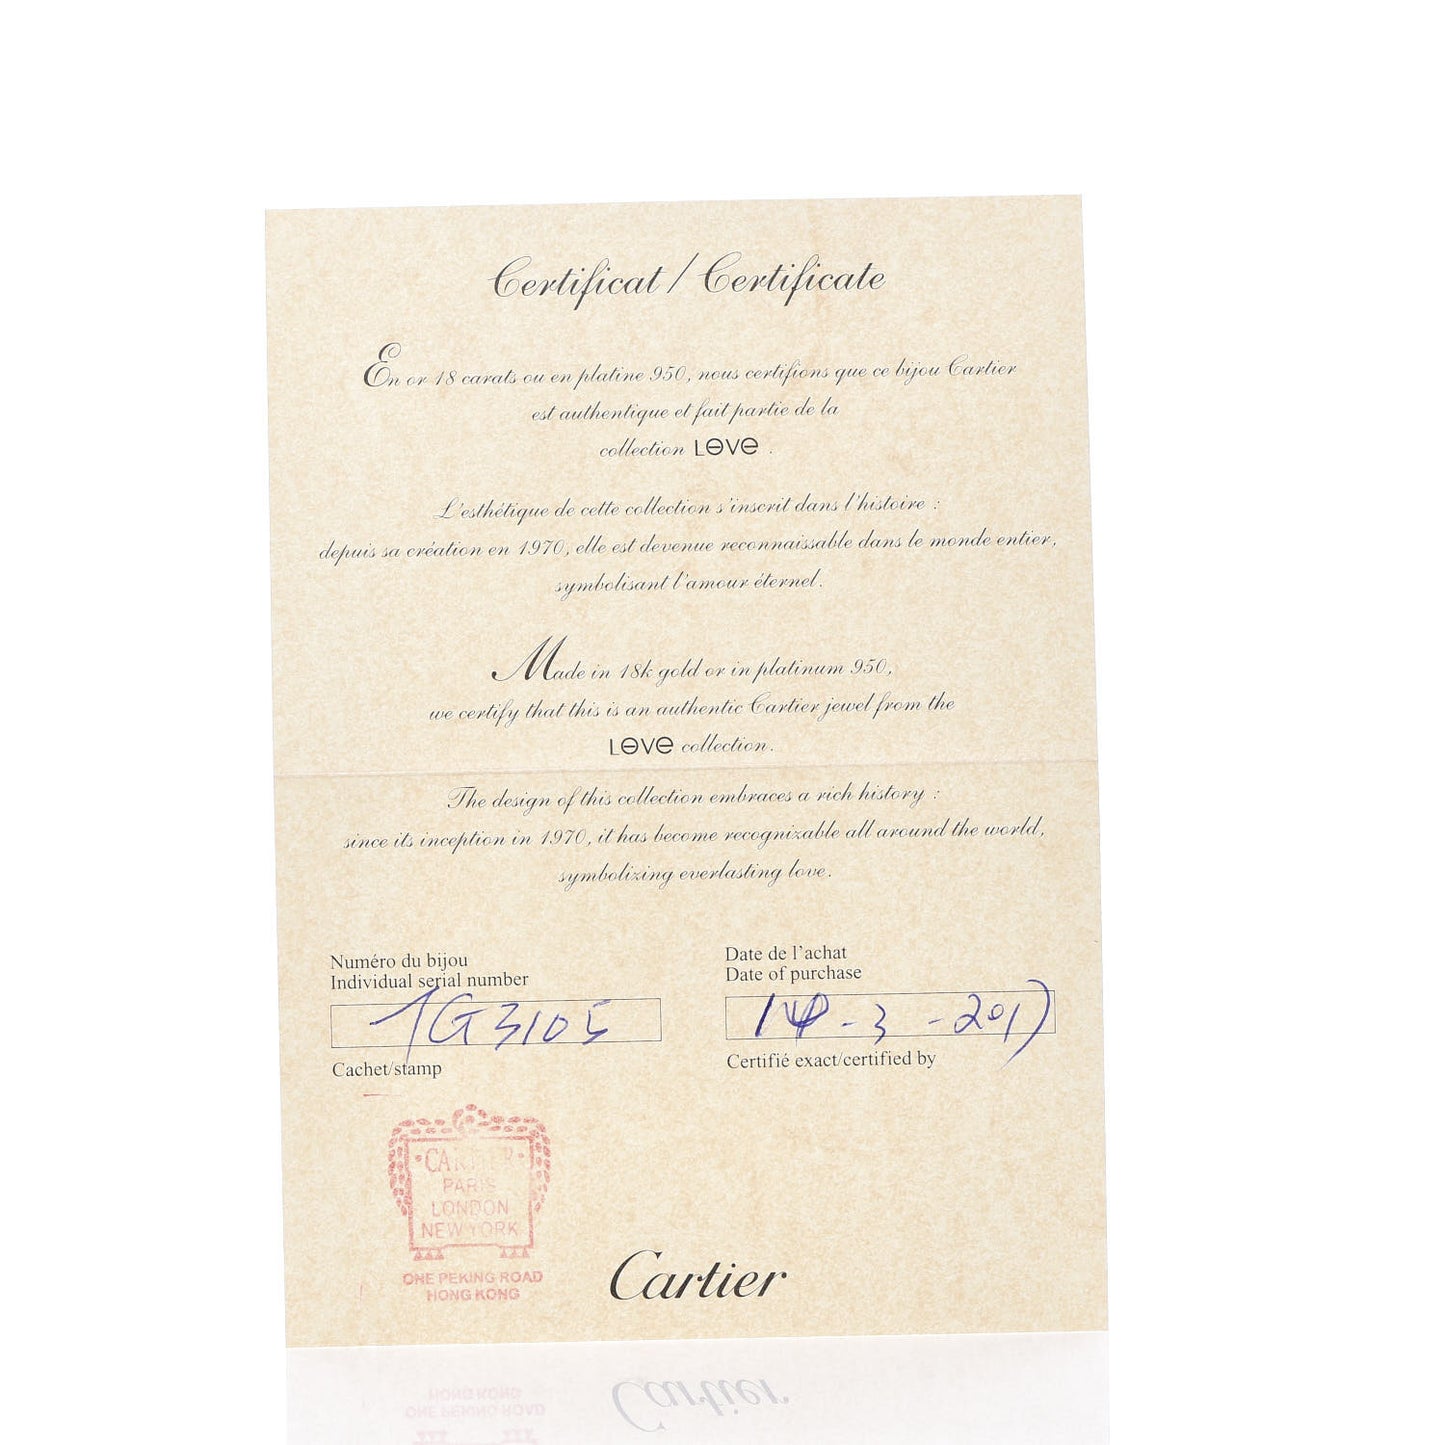 Certificat / Certificate
En or 18 carats ou en platine 950, nous certifions que ce bijou Cartier
est authentique et fait partie de la
collection LOVE .
L'esthétique de cette collection s'inscrit dans l'histoire :
depuis sa création en 1970, elle est devenue reconnaissable dans le monde entier,
symbolisant l'amour éternel.
Made in 18k gold or in platinum 950,
we certify that this is an authentic Cartier jewel from the
LOVE collection.
The design of this collection embraces a rich history :
since its inception in 1970, it has become recognizable all around the world,
symbolizing everlasting love.
Numéro du bijou
Individual serial number
G3105
Cachet/stamp
Date de l'achat
Date of purchase
-3-2017
Certifié exact/certified by
CARTIER
PARIS
LONDON
NEW YORK
ONE PEKING ROAD
HONG KONG
Cartier